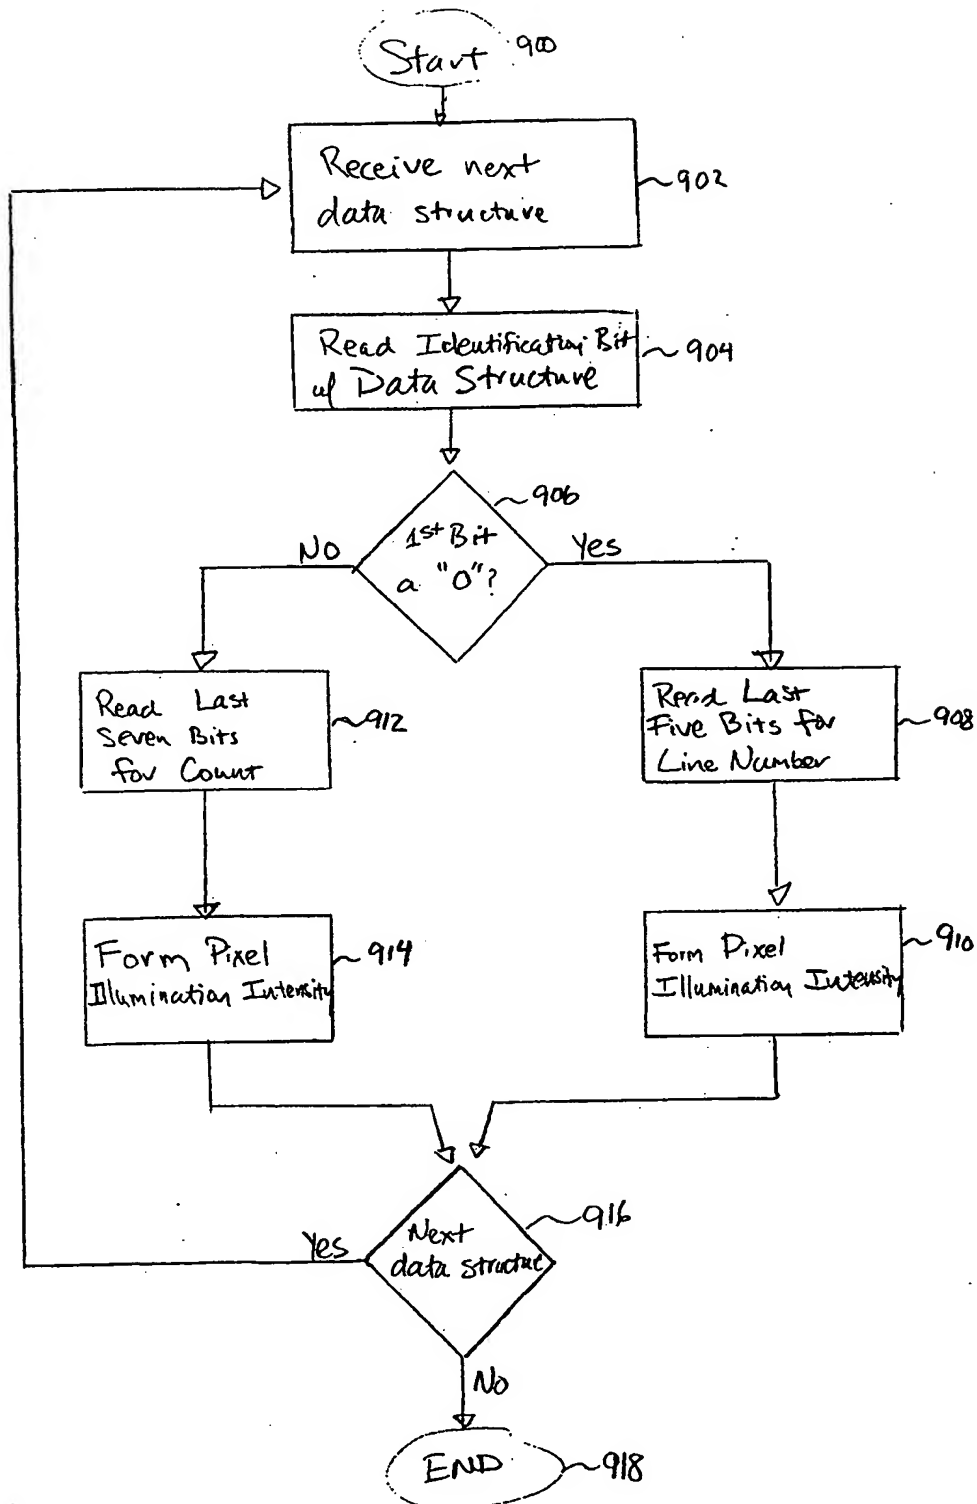 Start 900
Receive next
data structure
902
Read Identification Bit
w/ Data Structure
904
906
1st Bit
a "0"?
No
Yes
Read Last
Seven Bits
for Count
912
Read Last
Five Bits for
Line Number
908
Form Pixel
Illumination Intensity
914
Form Pixel
Illumination Intensity
910
916
Next
data structure
Yes
No
END
918